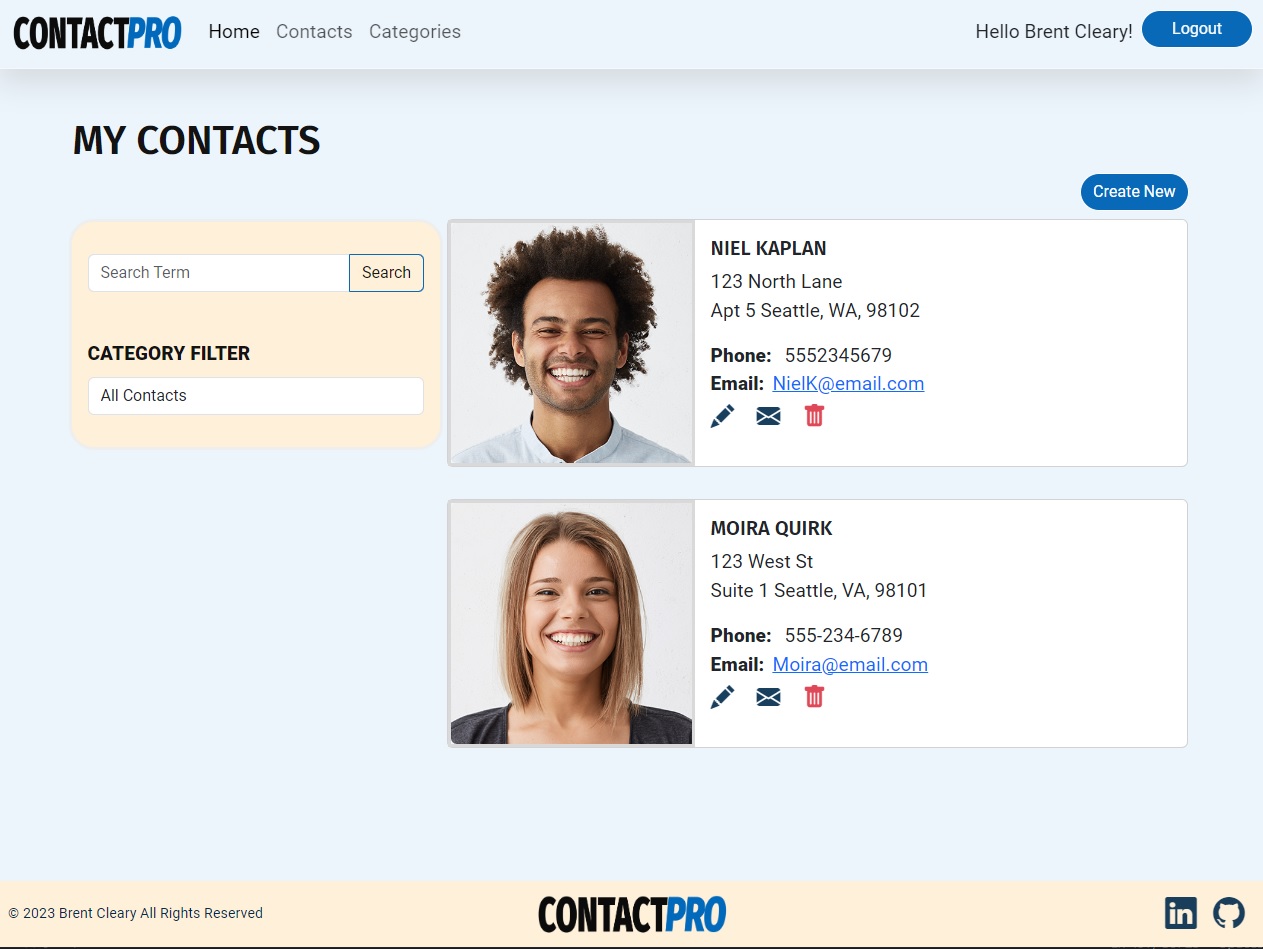 CONTACTPRO Home Contacts Categories Hello Brent Cleary! Logout
MY CONTACTS
Create New
Search Term Search
CATEGORY FILTER
All Contacts
NIEL KAPLAN
123 North Lane
Apt 5 Seattle, WA, 98102
Phone: 5552345679
Email: NielK@email.com
MOIRA QUIRK
123 West St
Suite 1 Seattle, VA, 98101
Phone: 555-234-6789
Email: Moira@email.com
© 2023 Brent Cleary All Rights Reserved CONTACTPRO in